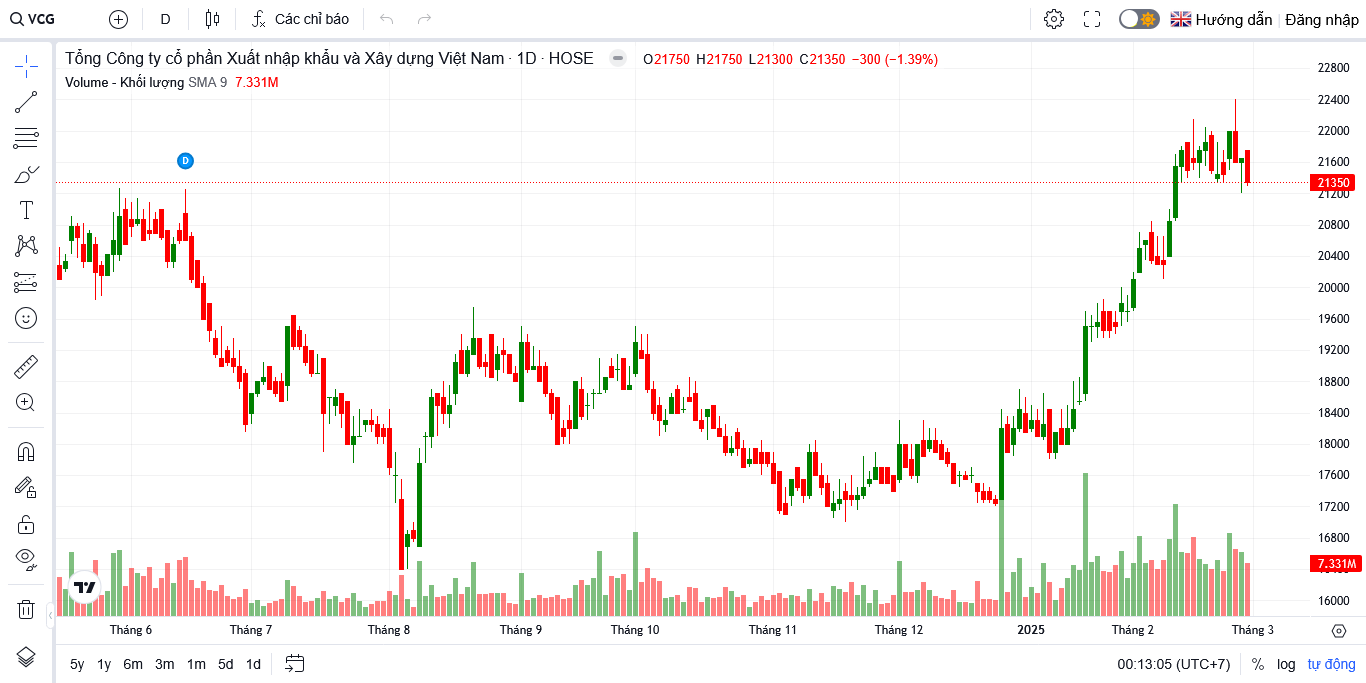 VCG D Các chỉ báo Hướng dẫn Đăng nhập
Tổng Công ty cổ phần Xuất nhập khẩu và Xây dựng Việt Nam · 1D · HOSE O21750 H21750 L21300 C21350 −300 (−1.39%)
Volume - Khối lượng SMA 9 7.331M
D
22800
22400
22000
21600
21350
21200
20800
20400
20000
19600
19200
18800
18400
18000
17600
17200
16800
7.331M
16000
Tháng 6 Tháng 7 Tháng 8 Tháng 9 Tháng 10 Tháng 11 Tháng 12 2025 Tháng 2 Tháng 3
5y 1y 6m 3m 1m 5d 1d 00:13:05 (UTC+7) % log tự động